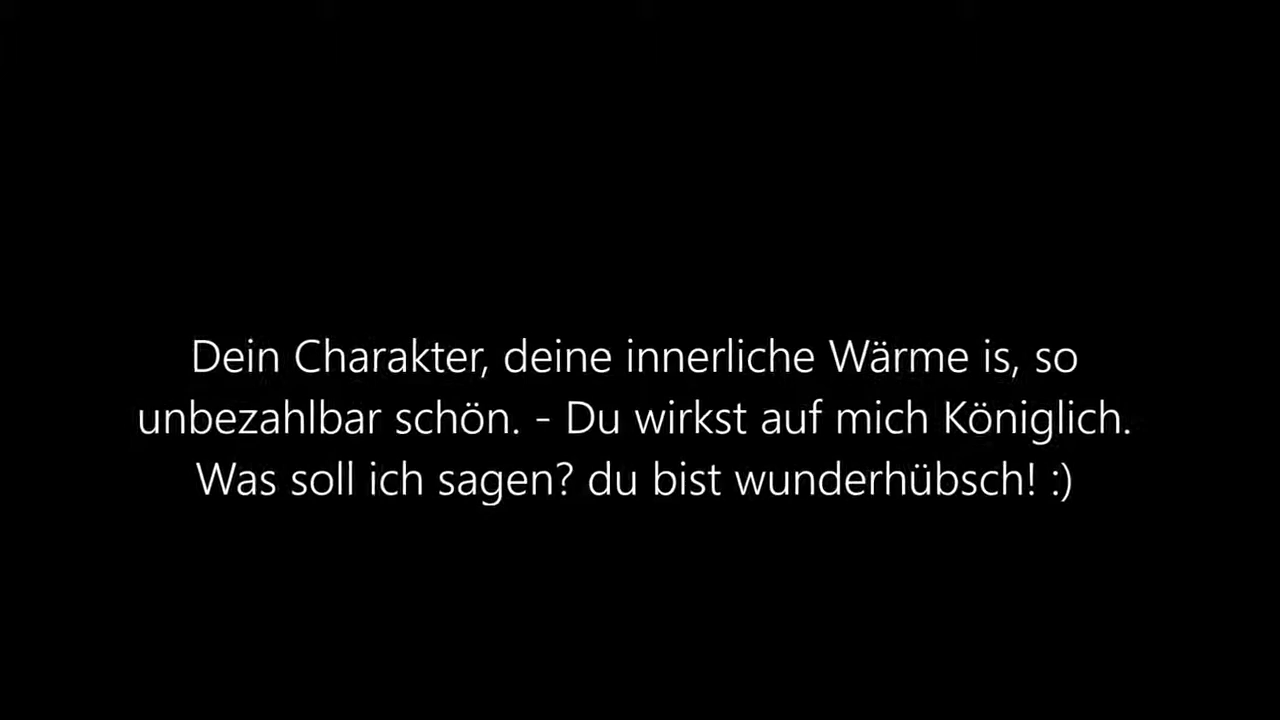 Dein Charakter, deine innerliche Wärme is, so
unbezahlbar schön. - Du wirkst auf mich Königlich.
Was soll ich sagen? du bist wunderhübsch! :)